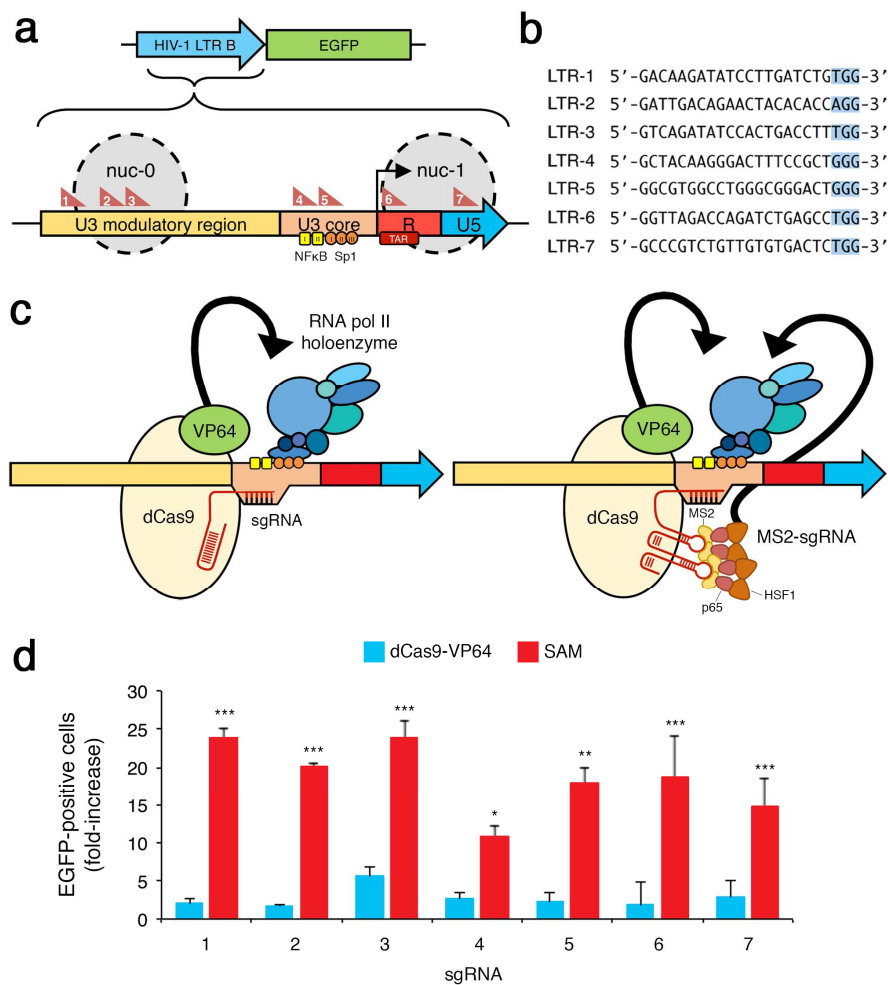 a
HIV-1 LTR B
EGFP
nuc-0
nuc-1
1
2
3
4
5
6
7
U3 modulatory region
U3 core
R
U5
I
II
I
II
III
TAR
NFκB
Sp1
b
LTR-1 5’-GACAAGATATCCTTGATCTGTGG-3’
LTR-2 5’-GATTGACAGAACTACACACCAGG-3’
LTR-3 5’-GTCAGATATCCACTGACCTTTGG-3’
LTR-4 5’-GCTACAAGGGACTTTCCGCTGGG-3’
LTR-5 5’-GGCGTGGCCTGGGCGGGACTGGG-3’
LTR-6 5’-GGTTAGACCAGATCTGAGCCTGG-3’
LTR-7 5’-GCCCGTCTGTTGTGTGACTCTGG-3’
c
RNA pol II
holoenzyme
VP64
dCas9
sgRNA
VP64
dCas9
MS2
MS2-sgRNA
p65
HSF1
d
dCas9-VP64
SAM
EGFP-positive cells
(fold-increase)
30
25
20
15
10
5
0
***
***
***
*
**
***
***
1
2
3
4
5
6
7
sgRNA